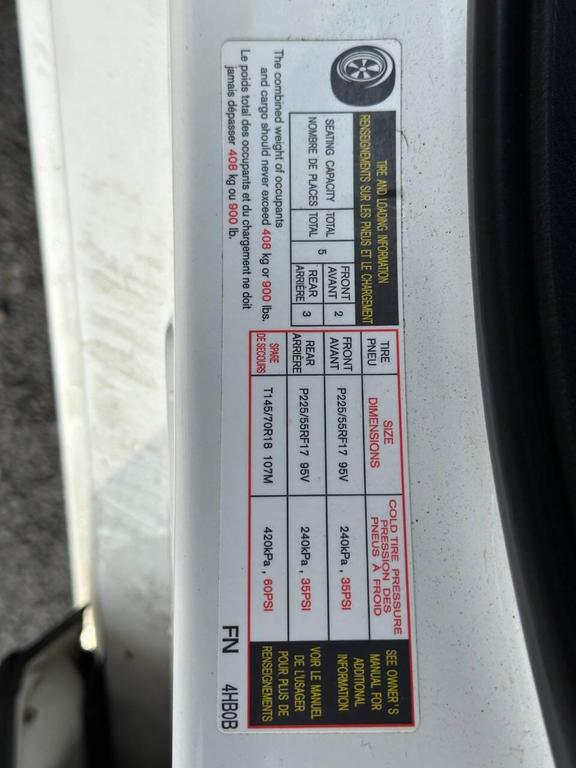 TIRE AND LOADING INFORMATION
RENSEIGNEMENTS SUR LES PNEUS ET LE CHARGEMENT
SEATING CAPACITY
NOMBRE DE PLACES
TOTAL
TOTAL
5
FRONT
AVANT
2
REAR
ARRIÈRE
3
The combined weight of occupants
and cargo should never exceed 408 kg or 900 lbs.
Le poids total des occupants et du chargement ne doit
jamais dépasser 408 kg ou 900 lb.
TIRE
PNEU
SIZE
DIMENSIONS
COLD TIRE PRESSURE
PRESSION DES
PNEUS À FROID
FRONT
AVANT
P225/55RF17 95V
240kPa, 35PSI
REAR
ARRIÈRE
P225/55RF17 95V
240kPa, 35PSI
SPARE
DE SECOURS
T145/70R18 107M
420kPa, 60PSI
SEE OWNER'S
MANUAL FOR
ADDITIONAL
INFORMATION
VOIR LE MANUEL
DE L'USAGER
POUR PLUS DE
RENSEIGNEMENTS
FN 4HB0B